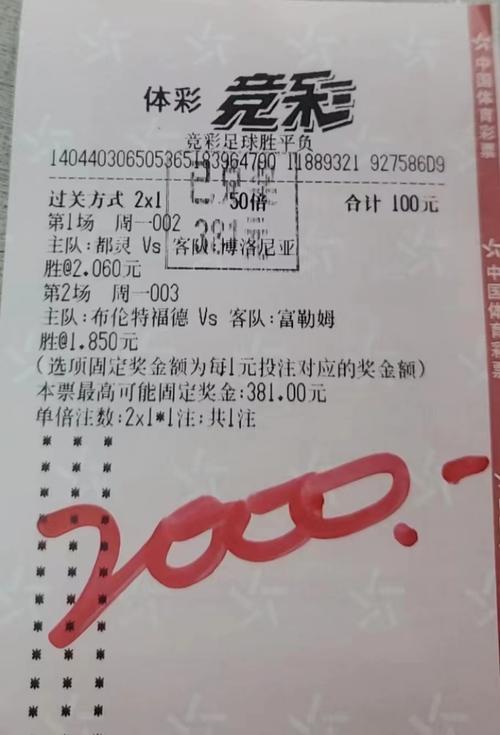 体彩 竞彩
竞彩足球胜平负
中国体育彩票
过关方式 2x1 50倍 合计 100元
第1场 周一002
主队:都灵 Vs 客队:博洛尼亚
胜@2.060元
第2场 周一003
主队:布伦特福德 Vs 客队:富勒姆
胜@1.850元
(选项固定奖金额为每1元投注对应的奖金额)
本票最高可能固定奖金:381.00元
单倍注数:2x1*1注:共1注
2000.-
中国体育彩票